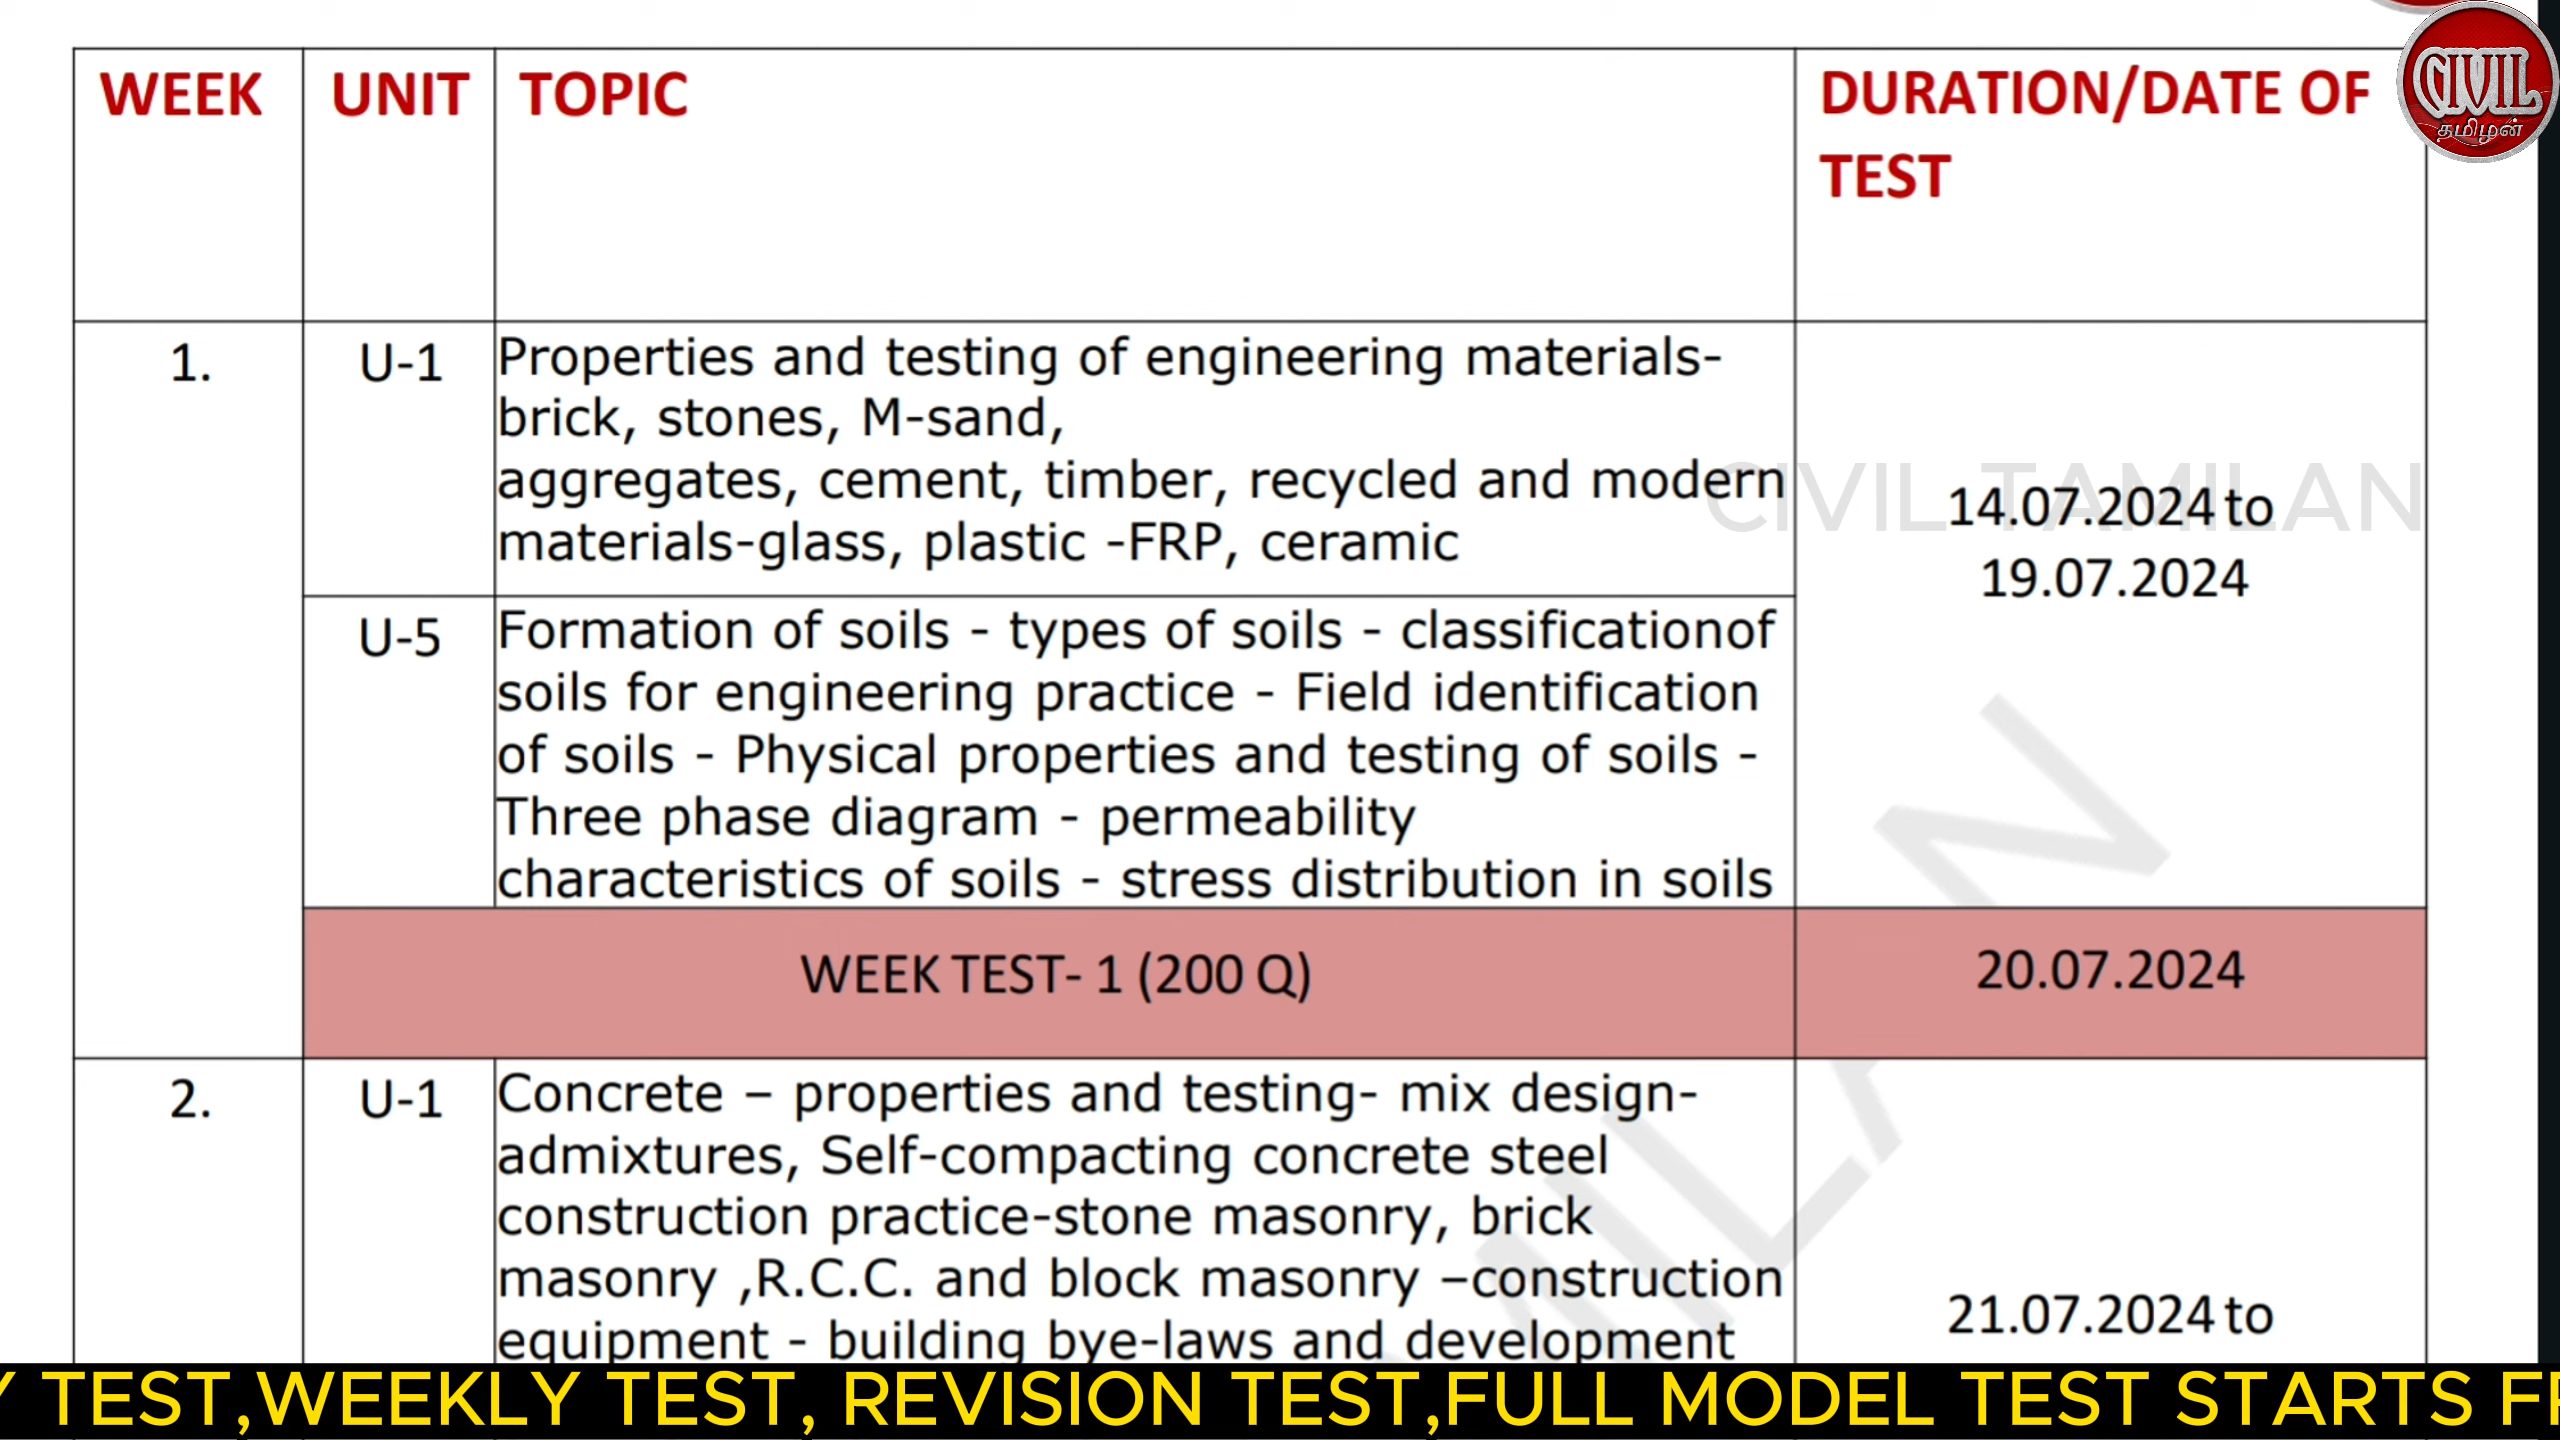 WEEK
UNIT
TOPIC
DURATION/DATE OF
TEST
CIVIL
தமிழன்
1.
U-1
Properties and testing of engineering materials-
brick, stones, M-sand,
aggregates, cement, timber, recycled and modern
materials-glass, plastic -FRP, ceramic
CIVIL TAMILAN
14.07.2024 to
19.07.2024
U-5
Formation of soils - types of soils - classificationof
soils for engineering practice - Field identification
of soils - Physical properties and testing of soils -
Three phase diagram - permeability
characteristics of soils - stress distribution in soils
WEEK TEST- 1 (200 Q)
20.07.2024
2.
U-1
Concrete – properties and testing- mix design-
admixtures, Self-compacting concrete steel
construction practice-stone masonry, brick
masonry ,R.C.C. and block masonry –construction
equipment - building bye-laws and development
21.07.2024 to
Y TEST,WEEKLY TEST, REVISION TEST,FULL MODEL TEST STARTS